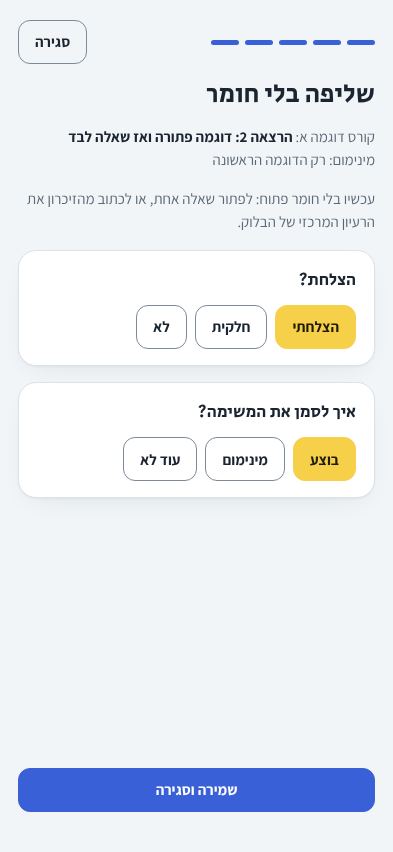 סגירה
שליפה בלי חומר
קורס דוגמה א: הרצאה 2: דוגמה פתורה ואז שאלה לבד
מינימום: רק הדוגמה הראשונה
עכשיו בלי חומר פתוח: לפתור שאלה אחת, או לכתוב מהזיכרון את
הרעיון המרכזי של הבלוק.
הצלחת?
הצלחתי חלקית לא
איך לסמן את המשימה?
בוצע מינימום עוד לא
שמירה וסגירה